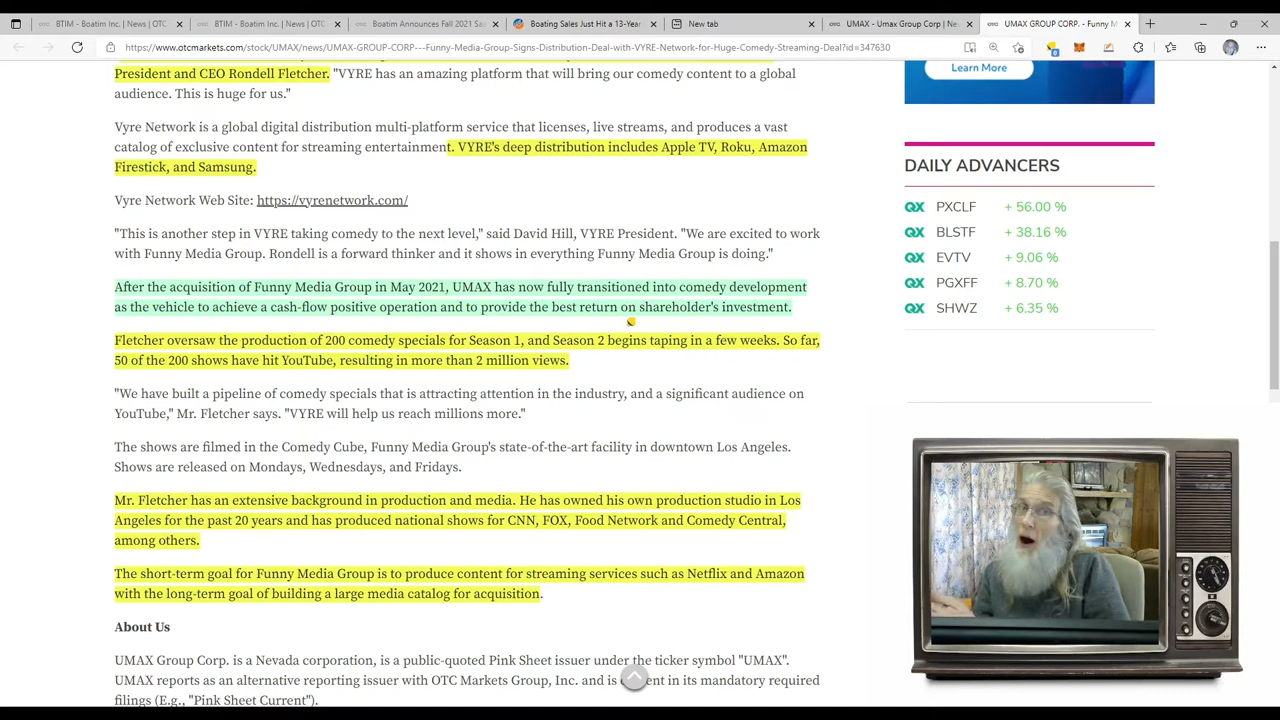 BTIM - Boatim Inc. | News | OTC
BTIM - Boatim Inc. | News | OTC
Boatim Announces Fall 2021 Sa
Boating Sales Just Hit a 13-Year
New tab
UMAX - Umax Group Corp | Ne
UMAX GROUP CORP. - Funny M
https://www.otcmarkets.com/stock/UMAX/news/UMAX-GROUP-CORP---Funny-Media-Group-Signs-Distribution-Deal-with-VYRE-Network-for-Huge-Comedy-Streaming-Deal?id=347630
President and CEO Rondell Fletcher. "VYRE has an amazing platform that will bring our comedy content to a global
audience. This is huge for us."
Vyre Network is a global digital distribution multi-platform service that licenses, live streams, and produces a vast
catalog of exclusive content for streaming entertainment. VYRE's deep distribution includes Apple TV, Roku, Amazon
Firestick, and Samsung.
Vyre Network Web Site: https://vyrenetwork.com/
"This is another step in VYRE taking comedy to the next level," said David Hill, VYRE President. "We are excited to work
with Funny Media Group. Rondell is a forward thinker and it shows in everything Funny Media Group is doing."
After the acquisition of Funny Media Group in May 2021, UMAX has now fully transitioned into comedy development
as the vehicle to achieve a cash-flow positive operation and to provide the best return on shareholder's investment.
Fletcher oversaw the production of 200 comedy specials for Season 1, and Season 2 begins taping in a few weeks. So far,
50 of the 200 shows have hit YouTube, resulting in more than 2 million views.
"We have built a pipeline of comedy specials that is attracting attention in the industry, and a significant audience on
YouTube," Mr. Fletcher says. "VYRE will help us reach millions more."
The shows are filmed in the Comedy Cube, Funny Media Group's state-of-the-art facility in downtown Los Angeles.
Shows are released on Mondays, Wednesdays, and Fridays.
Mr. Fletcher has an extensive background in production and media. He has owned his own production studio in Los
Angeles for the past 20 years and has produced national shows for CNN, FOX, Food Network and Comedy Central,
among others.
The short-term goal for Funny Media Group is to produce content for streaming services such as Netflix and Amazon
with the long-term goal of building a large media catalog for acquisition.
About Us
UMAX Group Corp. is a Nevada corporation, is a public-quoted Pink Sheet issuer under the ticker symbol "UMAX".
UMAX reports as an alternative reporting issuer with OTC Markets Group, Inc. and is in its mandatory required
filings (E.g., "Pink Sheet Current").
Learn More
DAILY ADVANCERS
QX PXCLF + 56.00 %
QX BLSTF + 38.16 %
QX EVTV + 9.06 %
QX PGXFF + 8.70 %
QX SHWZ + 6.35 %